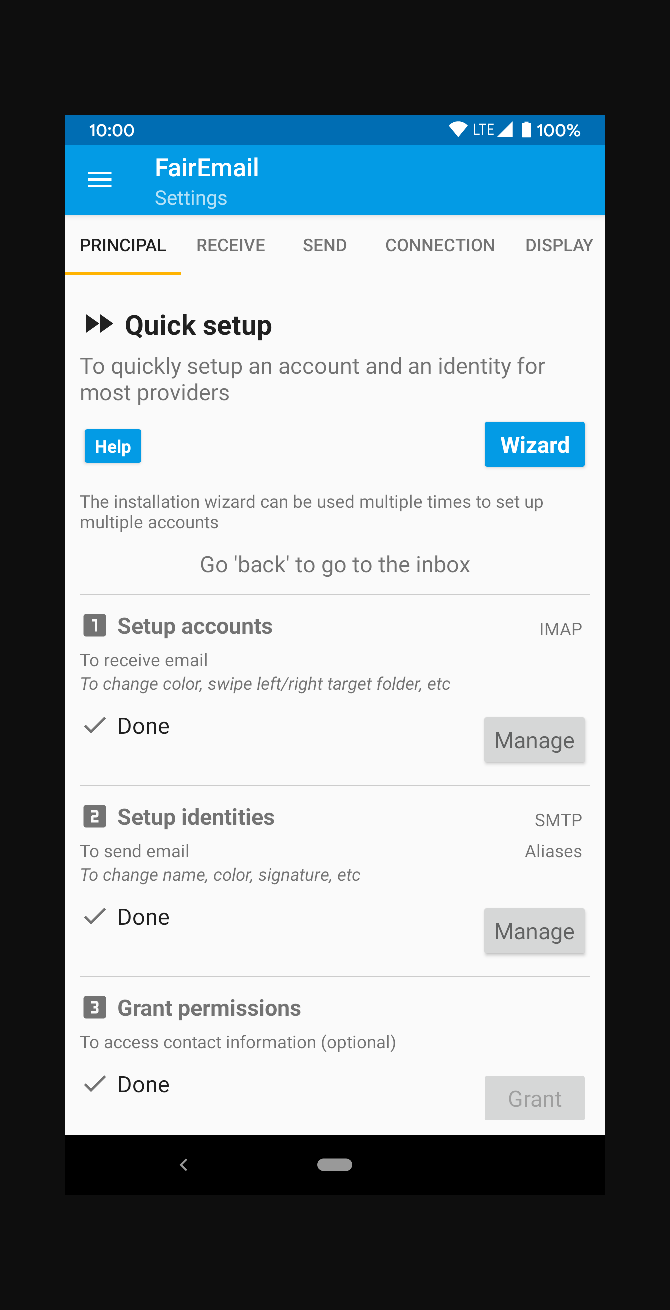 10:00 LTE 100%
FairEmail
Settings
PRINCIPAL RECEIVE SEND CONNECTION DISPLAY
Quick setup
To quickly setup an account and an identity for
most providers
Help Wizard
The installation wizard can be used multiple times to set up
multiple accounts
Go 'back' to go to the inbox
1 Setup accounts IMAP
To receive email
To change color, swipe left/right target folder, etc
Done
Manage
2 Setup identities SMTP
To send email Aliases
To change name, color, signature, etc
Done
Manage
3 Grant permissions
To access contact information (optional)
Done
Grant